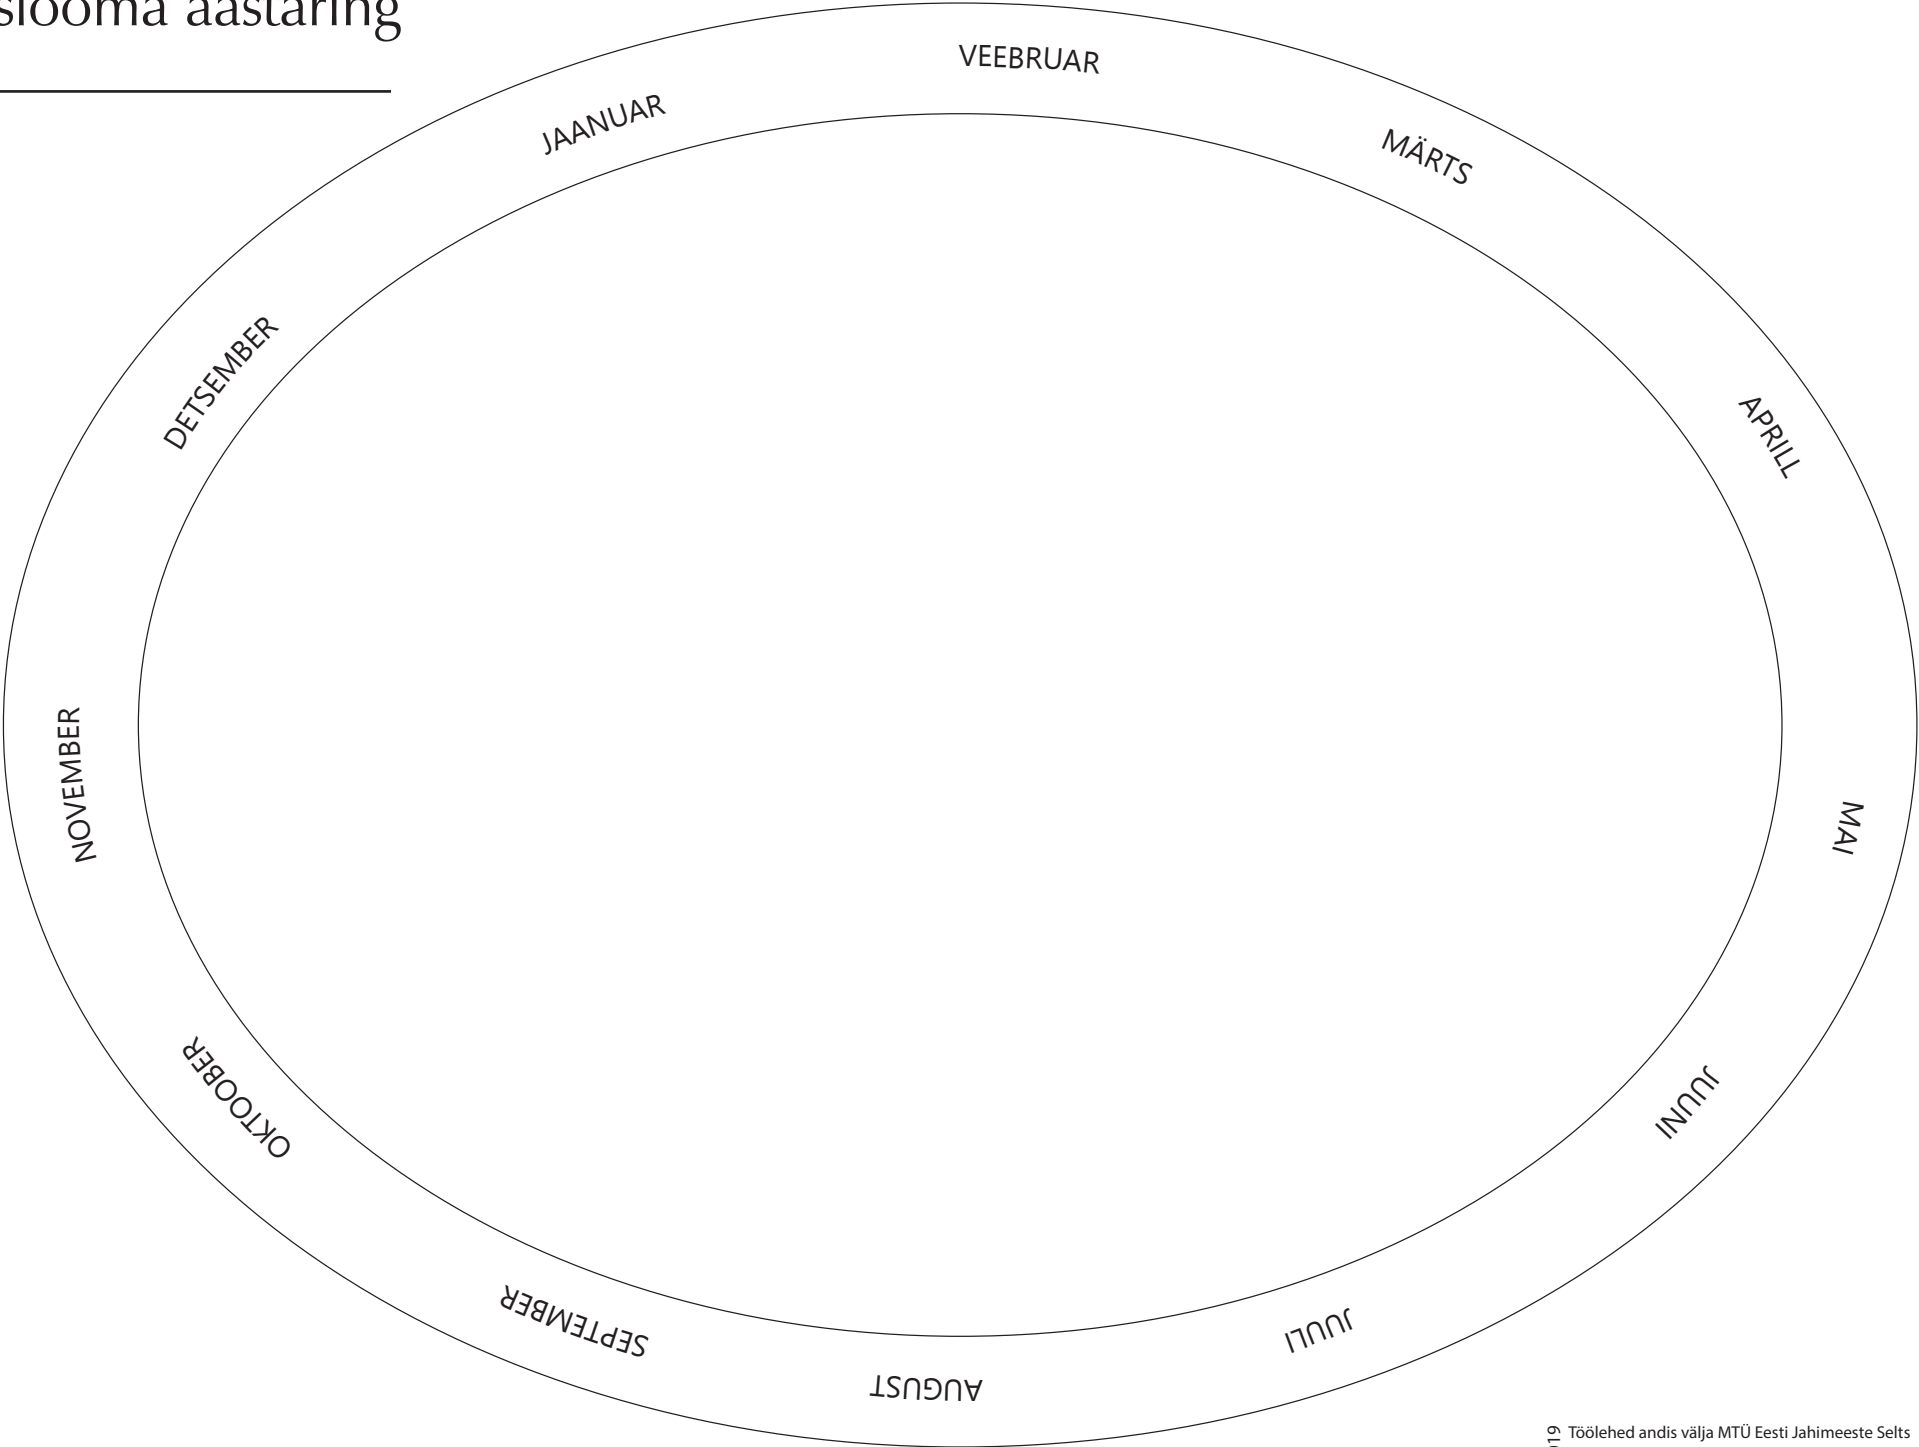 slooma aastaring
VEEBRUAR
JAANUAR
MÄRTS
DETSEMBER
APRILL
NOVEMBER
MAI
OKTOOBER
JUUNI
SEPTEMBER
JUULI
AUGUST
Töölehed andis välja MTÜ Eesti Jahimeeste Selts